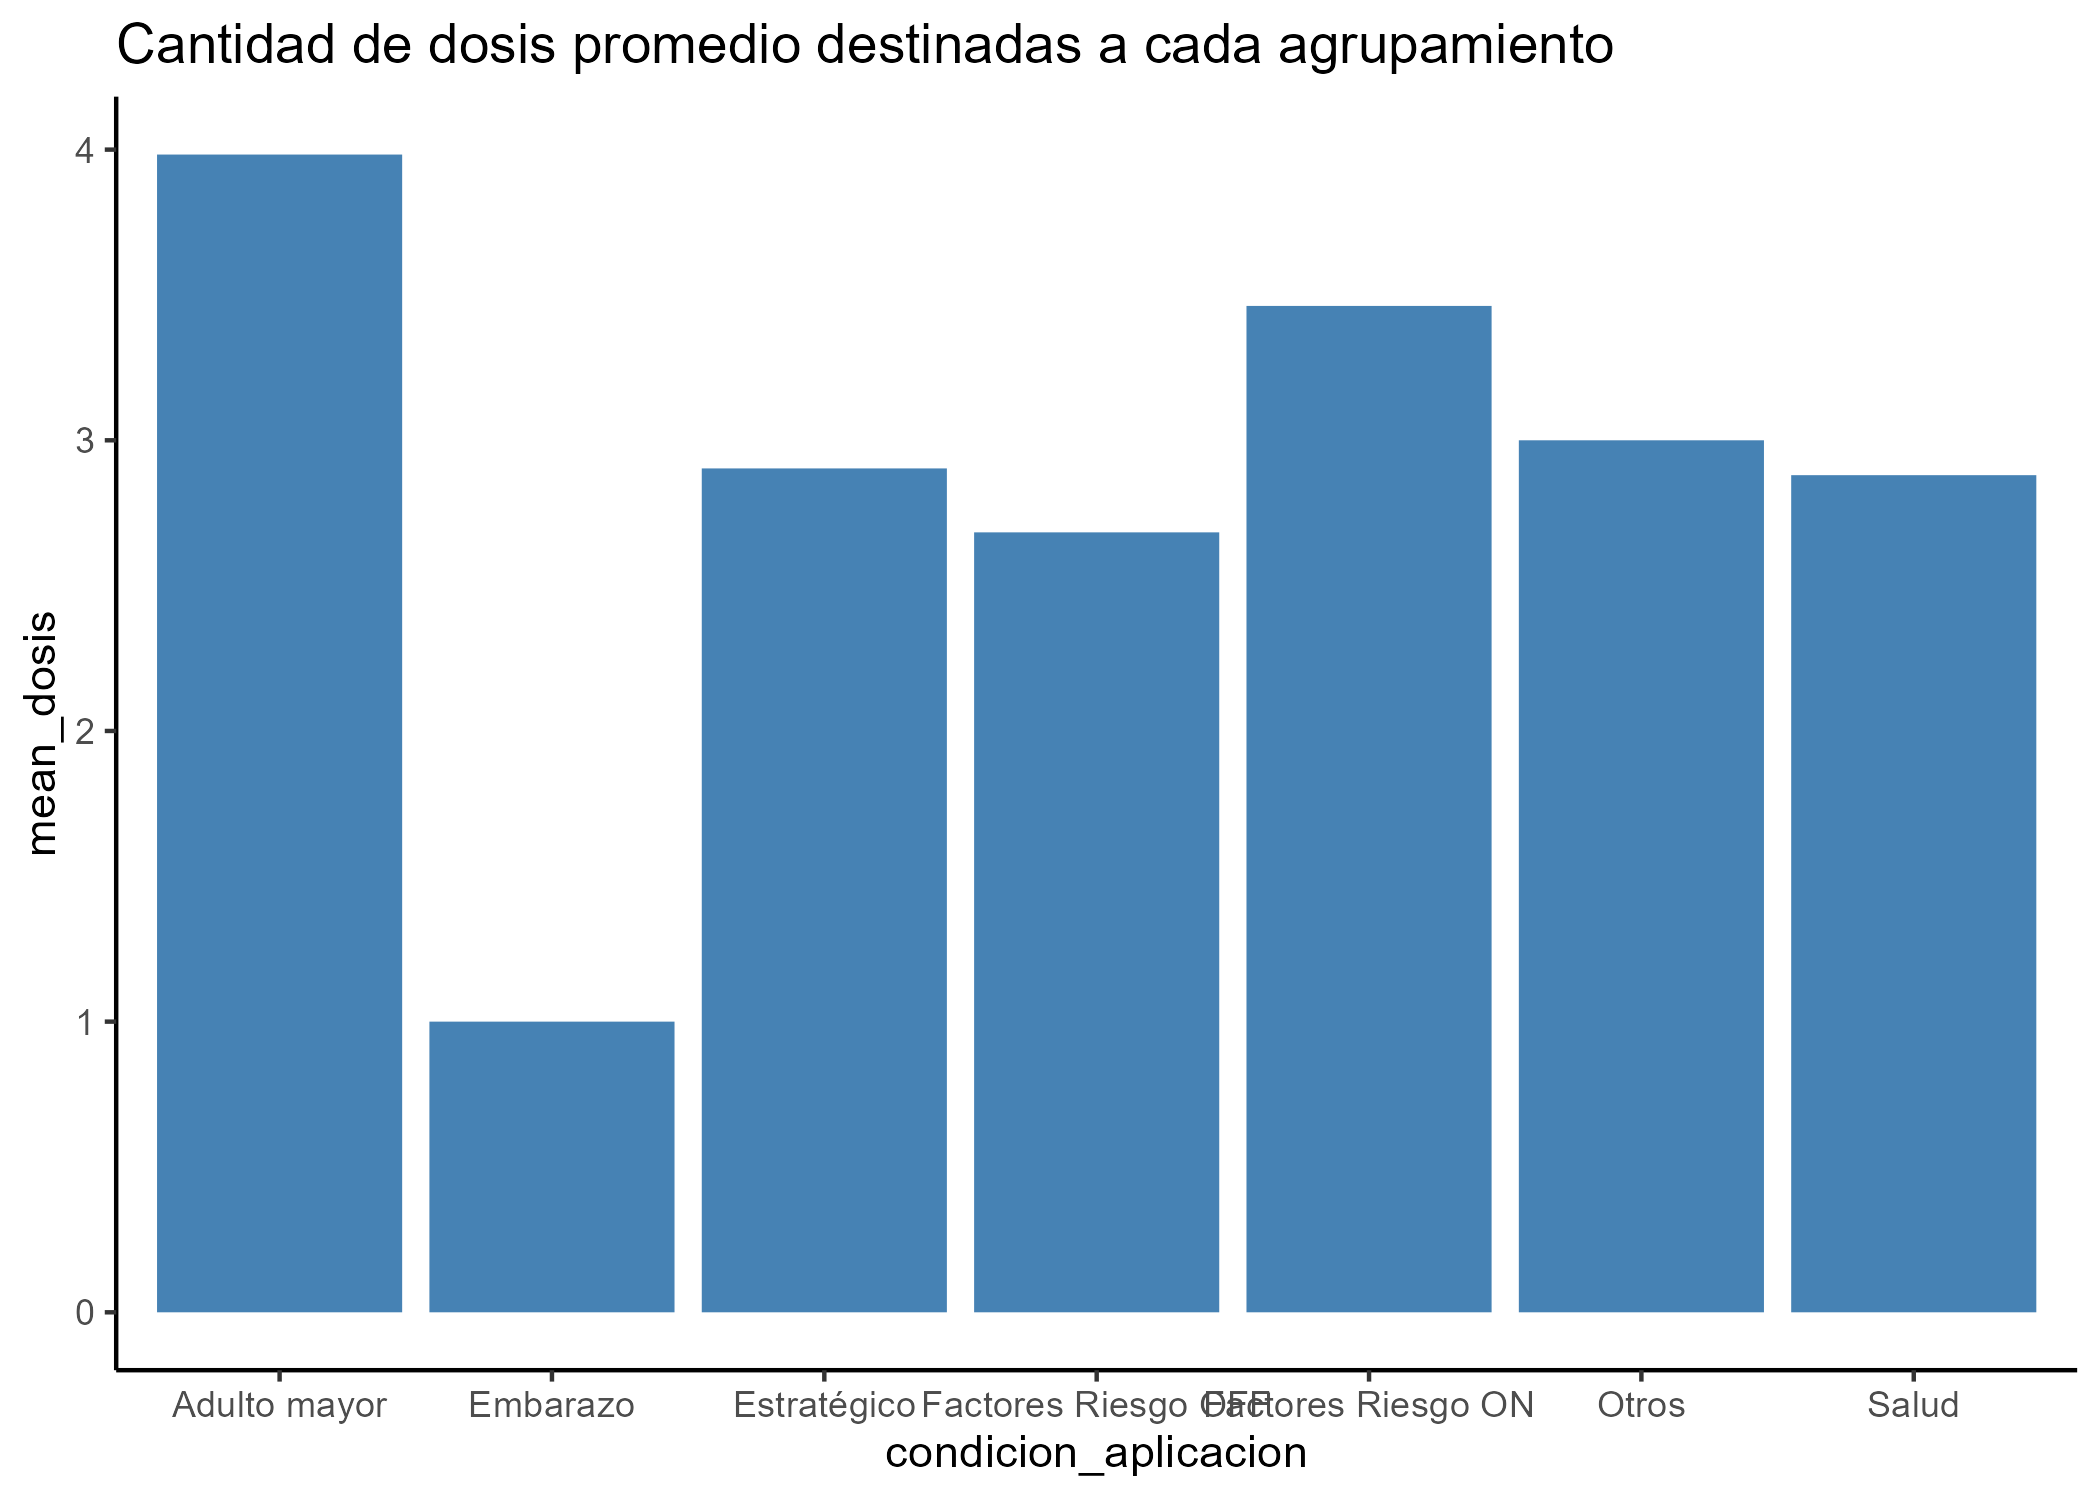 Cantidad de dosis promedio destinadas a cada agrupamiento
mean_dosis
4
3
2
1
0
Adulto mayor
Embarazo
Estratégico
Factores Riesgo OFF
Factores Riesgo ON
Otros
Salud
condicion_aplicacion